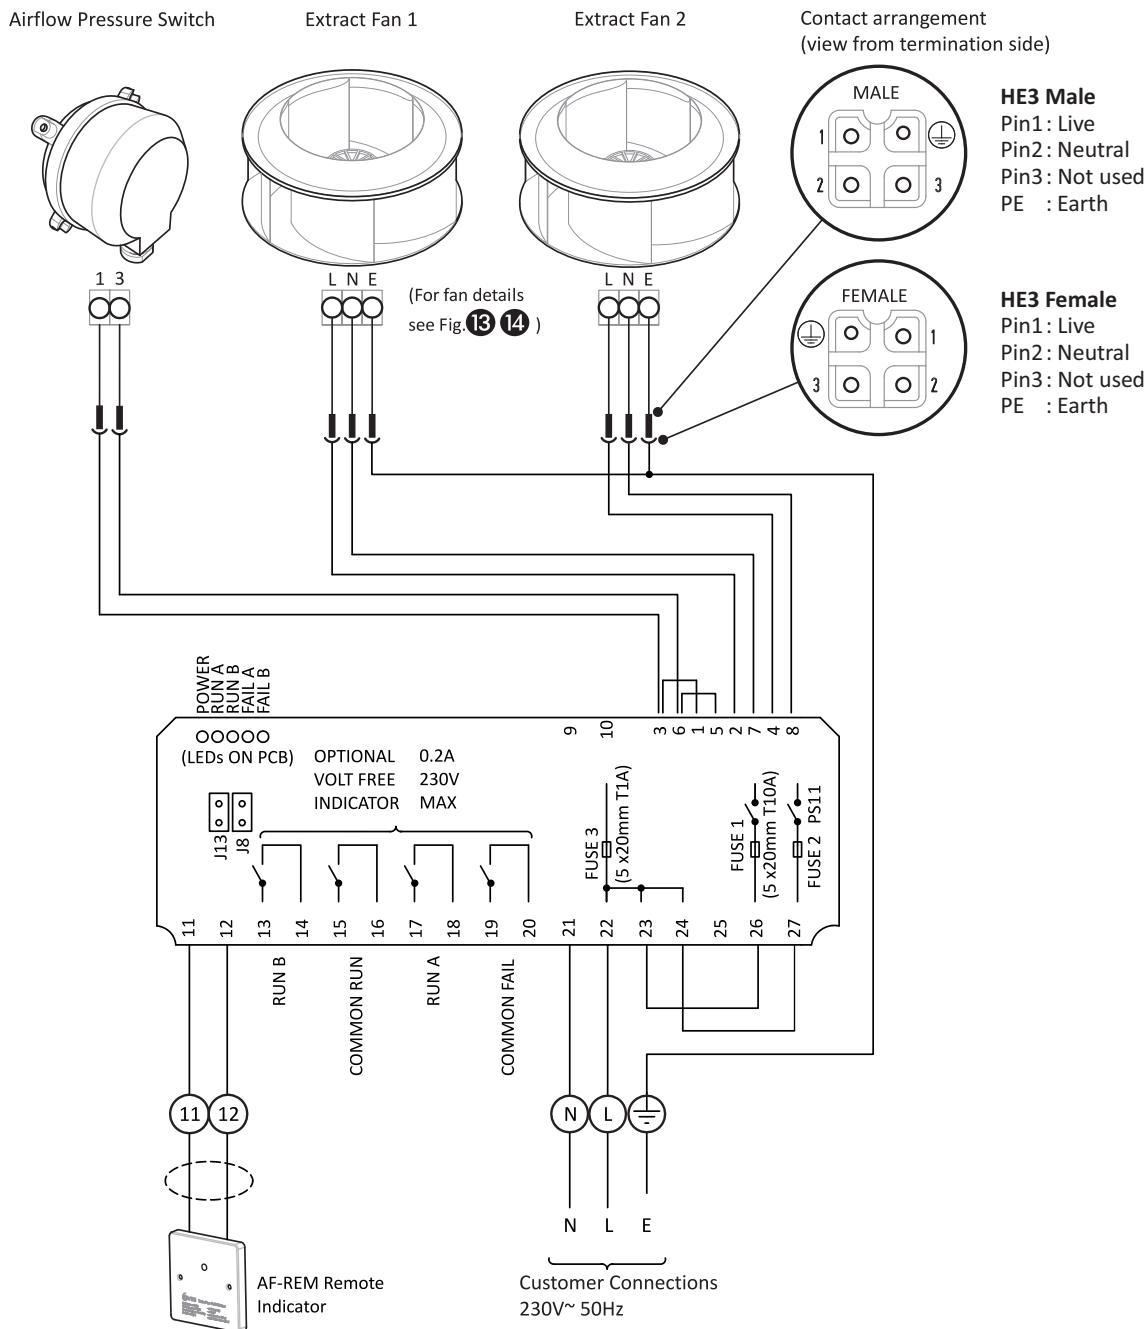 Airflow Pressure Switch
Extract Fan 1
Extract Fan 2
Contact arrangement
(view from termination side)
MALE
1
2
3
HE3 Male
Pin1: Live
Pin2: Neutral
Pin3: Not used
PE : Earth
FEMALE
1
3
2
HE3 Female
Pin1: Live
Pin2: Neutral
Pin3: Not used
PE : Earth
1 3
L N E
(For fan details
see Fig. 13 14 )
L N E
POWER
RUN A
RUN B
FAIL A
FAIL B
(LEDs ON PCB)
OPTIONAL 0.2A
VOLT FREE 230V
INDICATOR MAX
J13
J8
9 10 3 6 1 5 2 7 4 8
FUSE 3
(5 x20mm T1A)
FUSE 1
(5 x20mm T10A)
FUSE 2
PS11
11 12 13 14 15 16 17 18 19 20 21 22 23 24 25 26 27
RUN B
COMMON RUN
RUN A
COMMON FAIL
11 12
N L
N L E
Customer Connections
230V~ 50Hz
AF-REM Remote
Indicator